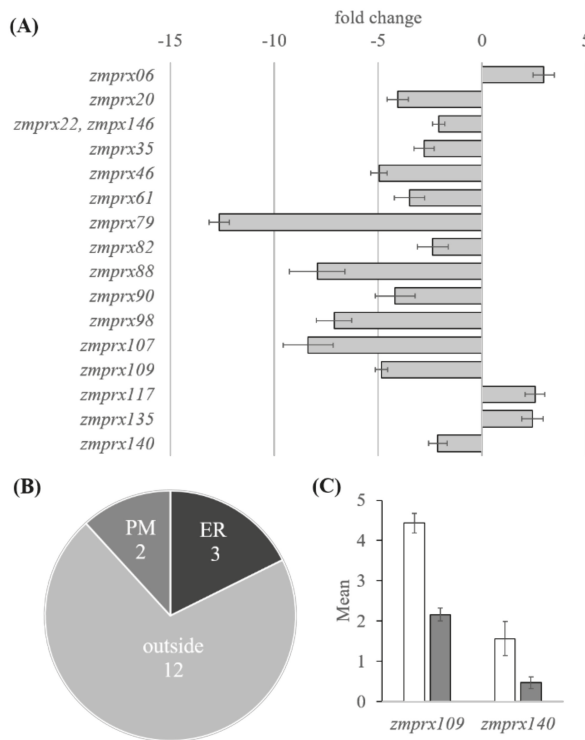 (A)
fold change
-15 -10 -5 0 5
zmprx06
zmprx20
zmprx22, zmpx146
zmprx35
zmprx46
zmprx61
zmprx79
zmprx82
zmprx88
zmprx90
zmprx98
zmprx107
zmprx109
zmprx117
zmprx135
zmprx140
(B)
PM
2
ER
3
outside
12
(C)
Mean
5
4
3
2
1
0
zmprx109 zmprx140